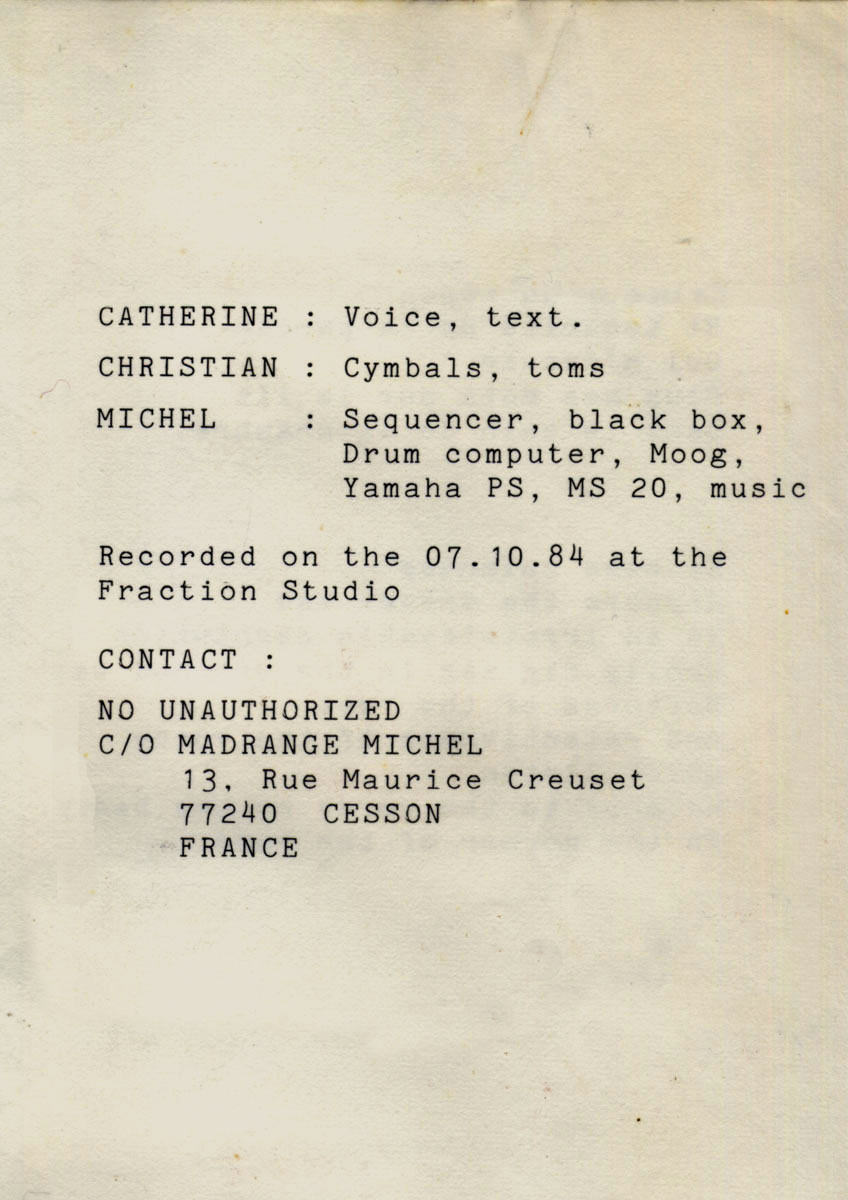 CATHERINE : Voice, text.
CHRISTIAN : Cymbals, toms
MICHEL : Sequencer, black box,
Drum computer, Moog,
Yamaha PS, MS 20, music
Recorded on the 07.10.84 at the
Fraction Studio
CONTACT :
NO UNAUTHORIZED
C/O MADRANGE MICHEL
13, Rue Maurice Creuset
77240 CESSON
FRANCE